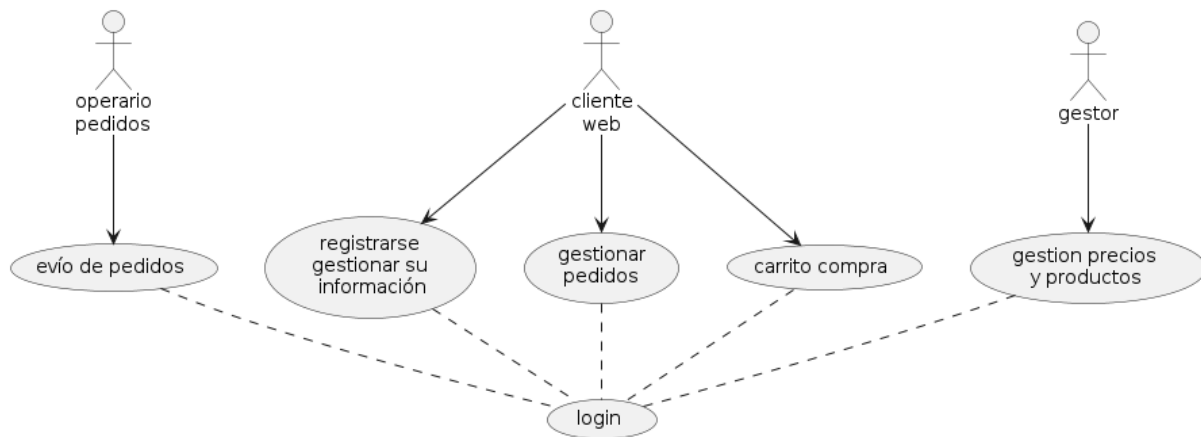 operario
pedidos
cliente
web
gestor
evío de pedidos
registrarse
gestionar su
información
gestionar
pedidos
carrito compra
gestion precios
y productos
login